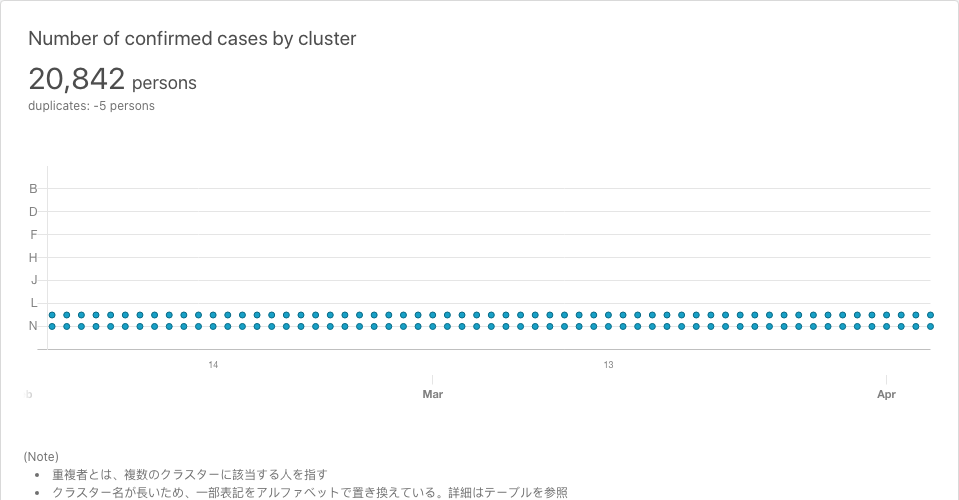 Number of confirmed cases by cluster
20,842 persons
duplicates: -5 persons
B
D
F
H
J
L
N
14
13
Mar
Apr
(Note)
重複者とは、複数のクラスターに該当する人を指す
クラスター名が長いため、一部表記をアルファベットで置き換えている。詳細はテーブルを参照